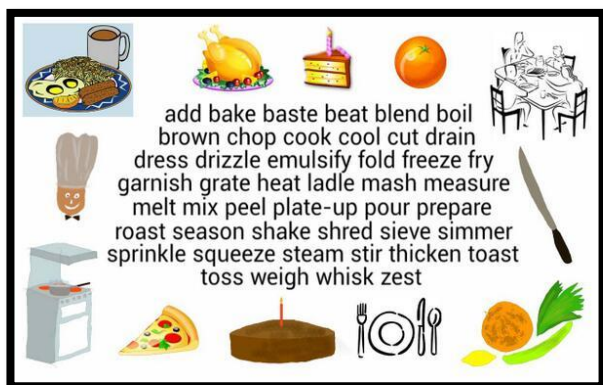 add bake baste beat blend boil
brown chop cook cool cut drain
dress drizzle emulsify fold freeze fry
garnish grate heat ladle mash measure
melt mix peel plate-up pour prepare
roast season shake shred sieve simmer
sprinkle squeeze steam stir thicken toast
toss weigh whisk zest